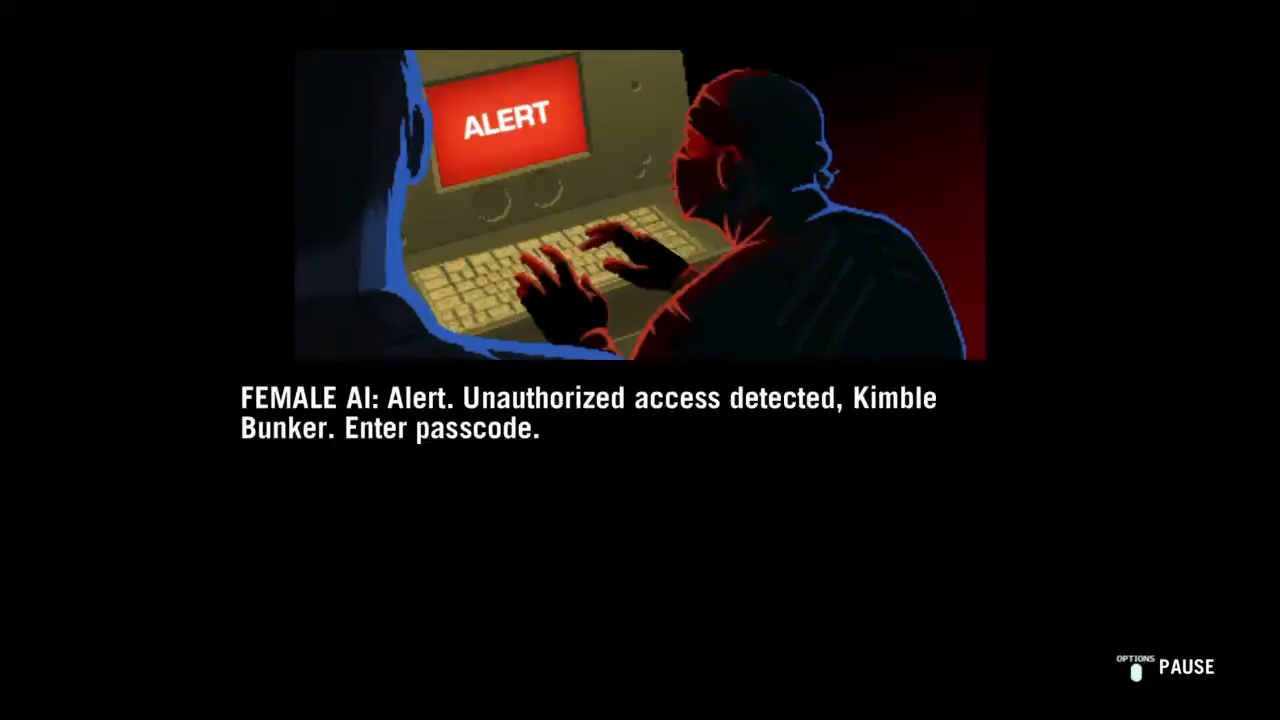 ALERT
FEMALE AI: Alert. Unauthorized access detected, Kimble
Bunker. Enter passcode.
OPTIONS
PAUSE